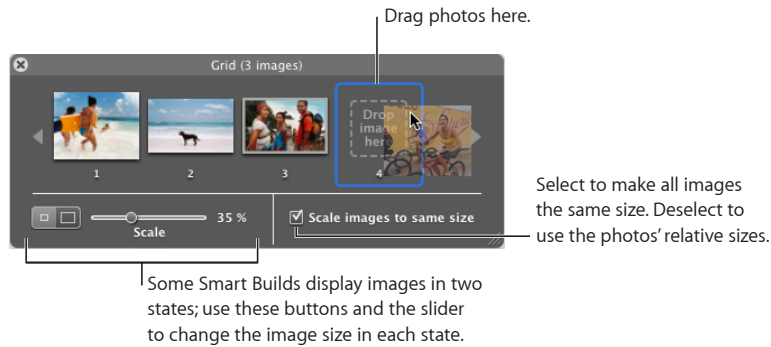 Drag photos here.
Grid (3 images)
Drop
image
here
1
2
3
4
35 %
Scale
Scale images to same size
Select to make all images
the same size. Deselect to
use the photos’ relative sizes.
Some Smart Builds display images in two
states; use these buttons and the slider
to change the image size in each state.